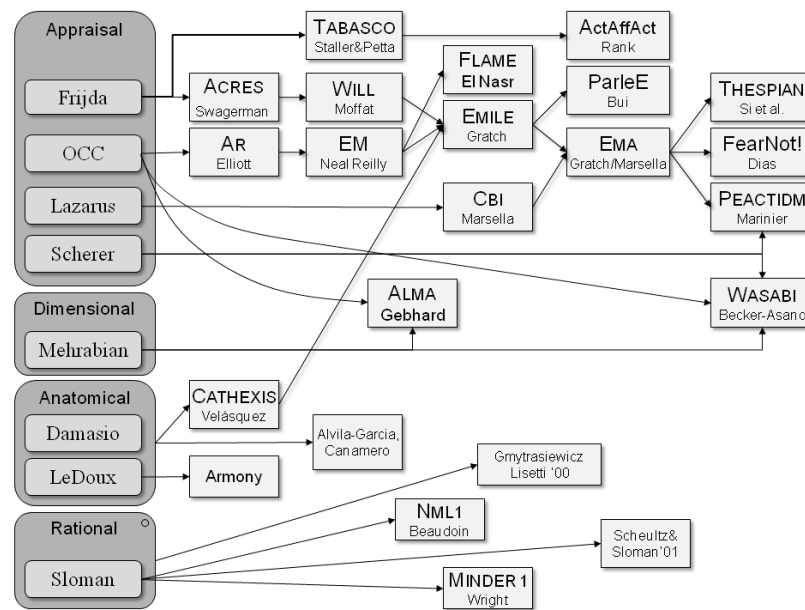 Appraisal
Frijda
OCC
Lazarus
Scherer
TABASCO
Staller&Petta
ActAffAct
Rank
ACRES
Swagerman
WILL
Moffat
FLAME
El Nasr
EMILE
Gratch
ParleE
Bui
THESPIAN
Si et al.
AR
Elliott
EM
Neal Reilly
EMA
Gratch/Marsella
FearNot!
Dias
CBI
Marsella
PEACTIDM
Marinier
ALMA
Gebhard
WASABI
Becker-Asano
Dimensional
Mehrabian
Anatomical
Damasio
LeDoux
CATHEXIS
Velásquez
Alvila-Garcia,
Canamero
Armony
Rational
Sloman
Gmytrasiewicz
Lisetti '00
NML1
Beaudoin
Scheultz&
Sloman'01
MINDER 1
Wright